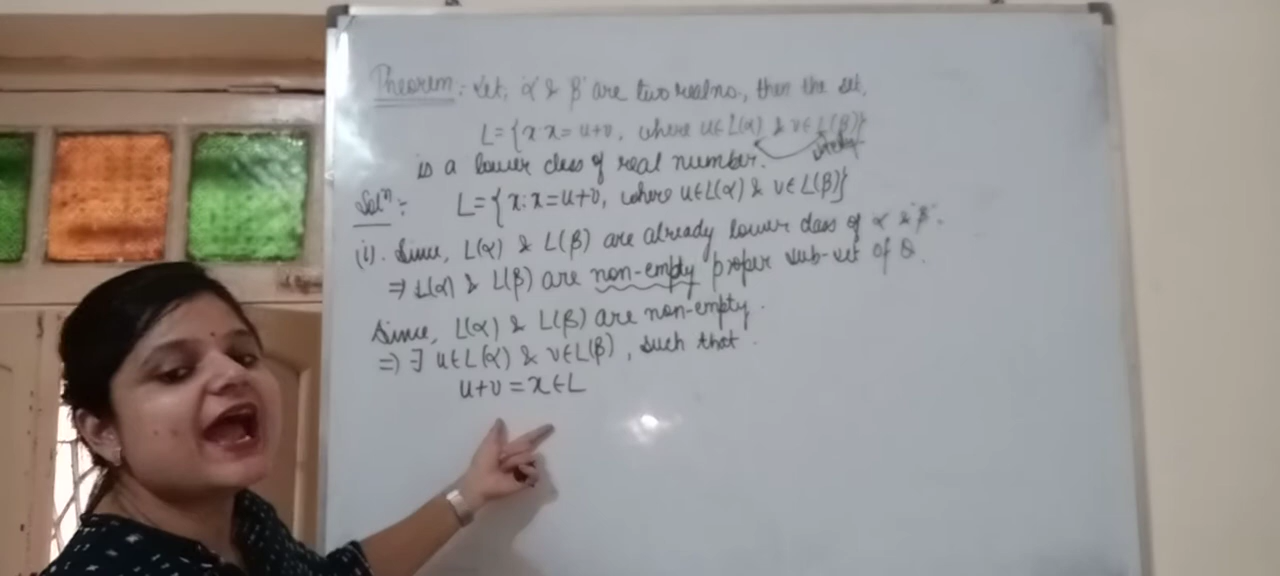 Theorem: Let, 'α' & 'β' are two real no., then the set,
L = {x: x = u+v, where u∈L(α) & v∈L(β)}
is a lower class of real number.
Solⁿ: L = {x: x = u+v, where u∈L(α) & v∈L(β)}
(i). Since, L(α) & L(β) are already lower class of 'α' & 'β'.
⇒ L(α) & L(β) are non-empty proper sub-set of Q.
Since, L(α) & L(β) are non-empty.
⇒ ∃ u∈L(α) & v∈L(β), such that.
u+v = x∈L